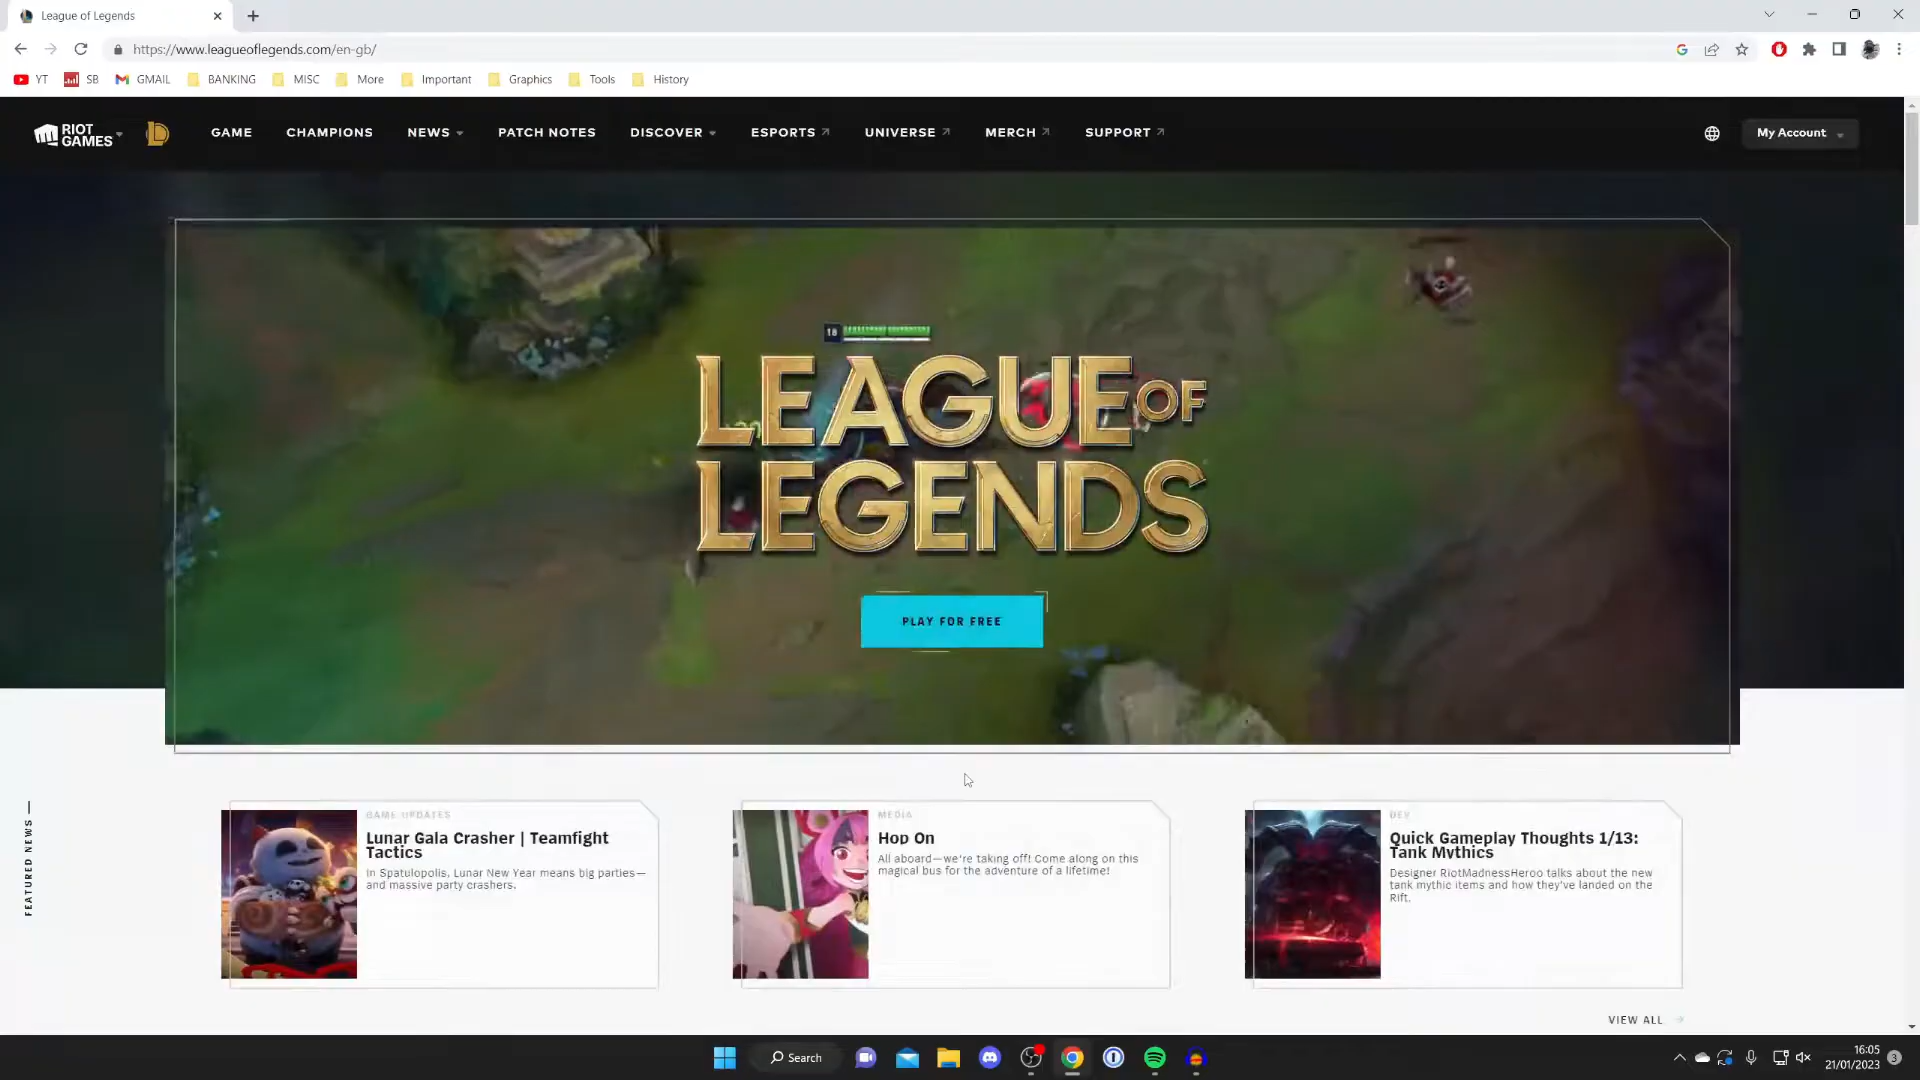 League of Legends
https://www.leagueoflegends.com/en-gb/
YT SB GMAIL BANKING MISC More Important Graphics Tools History
RIOT GAMES GAME CHAMPIONS NEWS PATCH NOTES DISCOVER ESPORTS UNIVERSE MERCH SUPPORT My Account
18
LEAGUE OF
LEGENDS
PLAY FOR FREE
FEATURED NEWS
GAME UPDATES
Lunar Gala Crasher | Teamfight
Tactics
In Spatulopolis, Lunar New Year means big parties—
and massive party crashers.
MEDIA
Hop On
All aboard—we're taking off! Come along on this
magical bus for the adventure of a lifetime!
DEV
Quick Gameplay Thoughts 1/13:
Tank Mythics
Designer RiotMadnessHeroo talks about the new
tank mythic items and how they've landed on the
Rift.
VIEW ALL
Search
16:05
21/01/2023
3